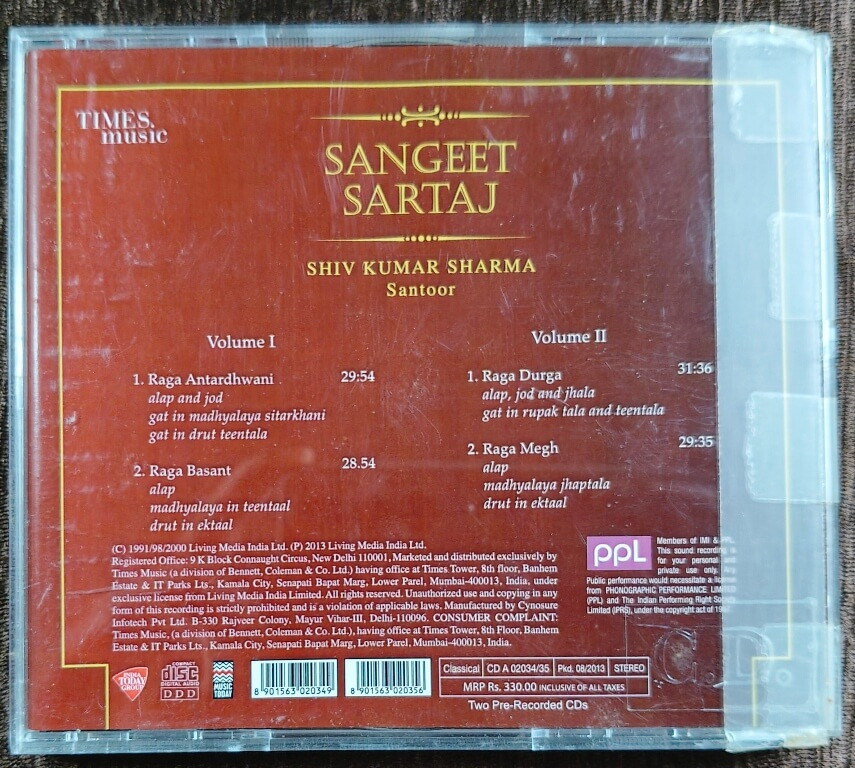 TIMES.
music
SANGEET
SARTAJ
SHIV KUMAR SHARMA
Santoor
Volume I
1. Raga Antardhwani 29:54
alap and jod
gat in madhyalaya sitarkhani
gat in drut teentala
2. Raga Basant 28.54
alap
madhyalaya in teentaal
drut in ektaal
Volume II
1. Raga Durga 31:36
alap, jod and jhala
gat in rupak tala and teentala
2. Raga Megh 29:35
alap
madhyalaya jhaptala
drut in ektaal
(C) 1991/98/2000 Living Media India Ltd. (P) 2013 Living Media India Ltd.
Registered Office: 9 K Block Connaught Circus, New Delhi 110001, Marketed and distributed exclusively by
Times Music (a division of Bennett, Coleman & Co. Ltd.) having office at Times Tower, 8th floor, Banhem
Estate & IT Parks Ltd., Kamala City, Senapati Bapat Marg, Lower Parel, Mumbai-400013, India, under
exclusive license from Living Media India Limited. All rights reserved. Unauthorized use and copying in any
form of this recording is strictly prohibited and is a violation of applicable laws. Manufactured by Cynosure
Infotech Pvt Ltd. B-330 Rajveer Colony, Mayur Vihar-III, Delhi-110096. CONSUMER COMPLAINT:
Times Music, (a division of Bennett, Coleman & Co. Ltd.), having office at Times Tower, 8th Floor, Banhem
Estate & IT Parks Ltd., Kamala City, Senapati Bapat Marg, Lower Parel, Mumbai-400013, India.
ppL
Members of IMI & PPL.
This sound recording is
for your personal and
private use only. Any
Public performance would necessitate a license
from PHONOGRAPHIC PERFORMANCE LIMITED
(PPL) and The Indian Performing Right Society
Limited (IPRS), under the copyright act of
INDIA
TODAY
GROUP
COMPACT
disc
DIGITAL AUDIO
DDD
MUSIC
TODAY
8 901563 020349
8 901563 020356
Classical CD A 02034/35 Pkd. 08/2013 STEREO
MRP Rs. 330.00 INCLUSIVE OF ALL TAXES
Two Pre-Recorded CDs